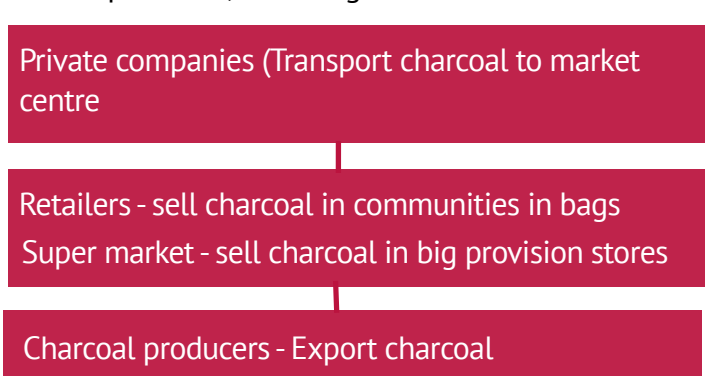 Private companies (Transport charcoal to market
centre
Retailers - sell charcoal in communities in bags
Super market - sell charcoal in big provision stores
Charcoal producers - Export charcoal